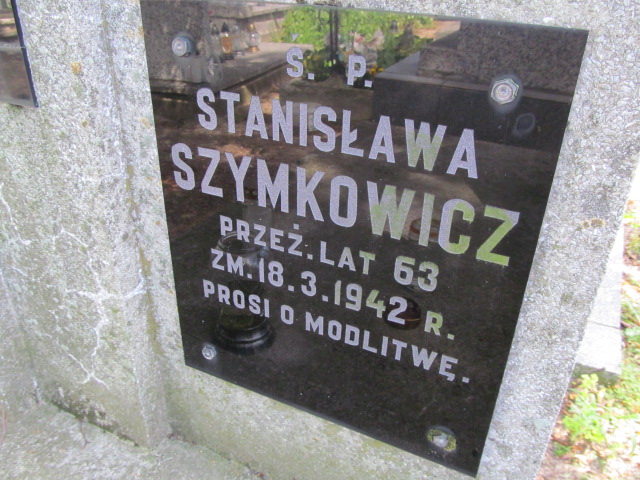 Ś. P.
STANISŁAWA
SZYMKOWICZ
PRZEŻ. LAT 63
ZM. 18.3.1942 R.
PROSI O MODLITWĘ.